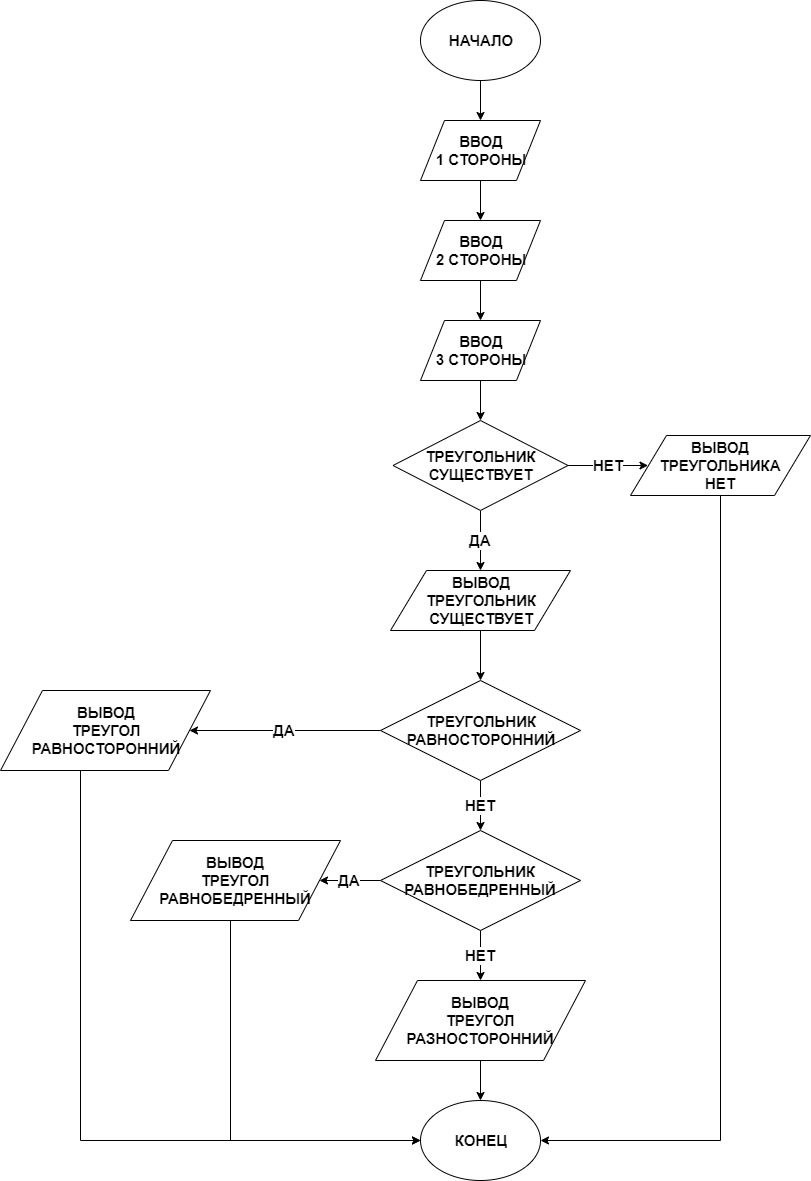 НАЧАЛО
ВВОД
1 СТОРОНЫ
ВВОД
2 СТОРОНЫ
ВВОД
3 СТОРОНЫ
ТРЕУГОЛЬНИК
СУЩЕСТВУЕТ
НЕТ
ВЫВОД
ТРЕУГОЛЬНИКА
НЕТ
ДА
ВЫВОД
ТРЕУГОЛЬНИК
СУЩЕСТВУЕТ
ТРЕУГОЛЬНИК
РАВНОСТОРОННИЙ
ДА
ВЫВОД
ТРЕУГОЛ
РАВНОСТОРОННИЙ
НЕТ
ТРЕУГОЛЬНИК
РАВНОБЕДРЕННЫЙ
ДА
ВЫВОД
ТРЕУГОЛ
РАВНОБЕДРЕННЫЙ
НЕТ
ВЫВОД
ТРЕУГОЛ
РАЗНОСТОРОННИЙ
КОНЕЦ